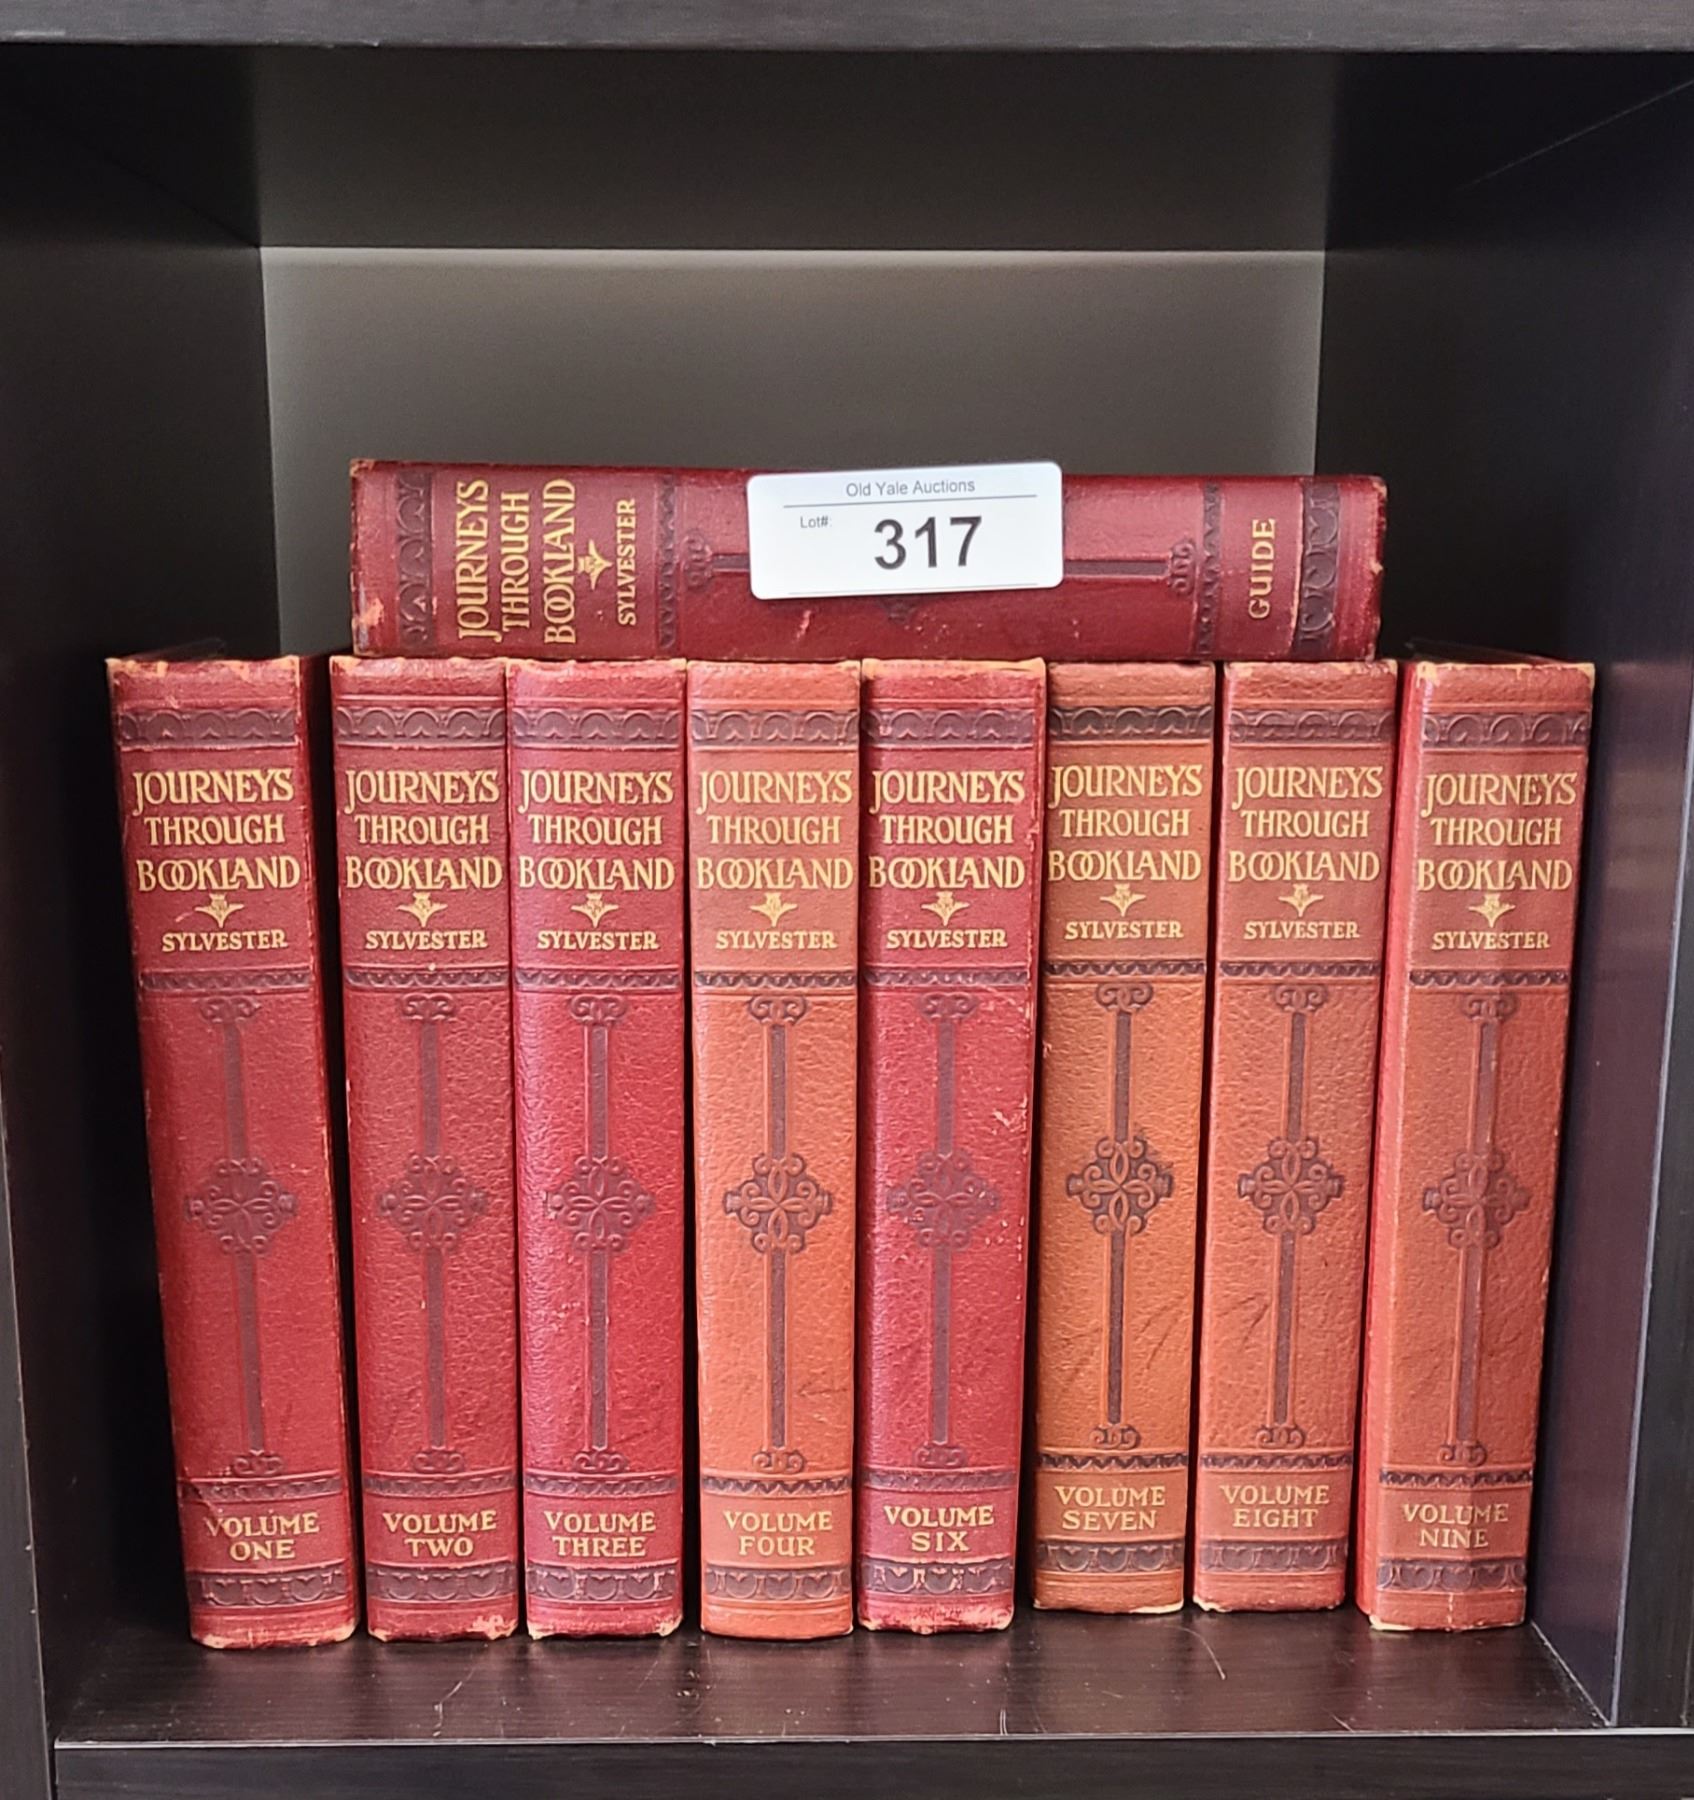 Old Yale Auctions
Lot#:
317
JOURNEYS
THROUGH
BOOKLAND
SYLVESTER
GUIDE
JOURNEYS
THROUGH
BOOKLAND
SYLVESTER
VOLUME
ONE
JOURNEYS
THROUGH
BOOKLAND
SYLVESTER
VOLUME
TWO
JOURNEYS
THROUGH
BOOKLAND
SYLVESTER
VOLUME
THREE
JOURNEYS
THROUGH
BOOKLAND
SYLVESTER
VOLUME
FOUR
JOURNEYS
THROUGH
BOOKLAND
SYLVESTER
VOLUME
SIX
JOURNEYS
THROUGH
BOOKLAND
SYLVESTER
VOLUME
SEVEN
JOURNEYS
THROUGH
BOOKLAND
SYLVESTER
VOLUME
EIGHT
JOURNEYS
THROUGH
BOOKLAND
SYLVESTER
VOLUME
NINE